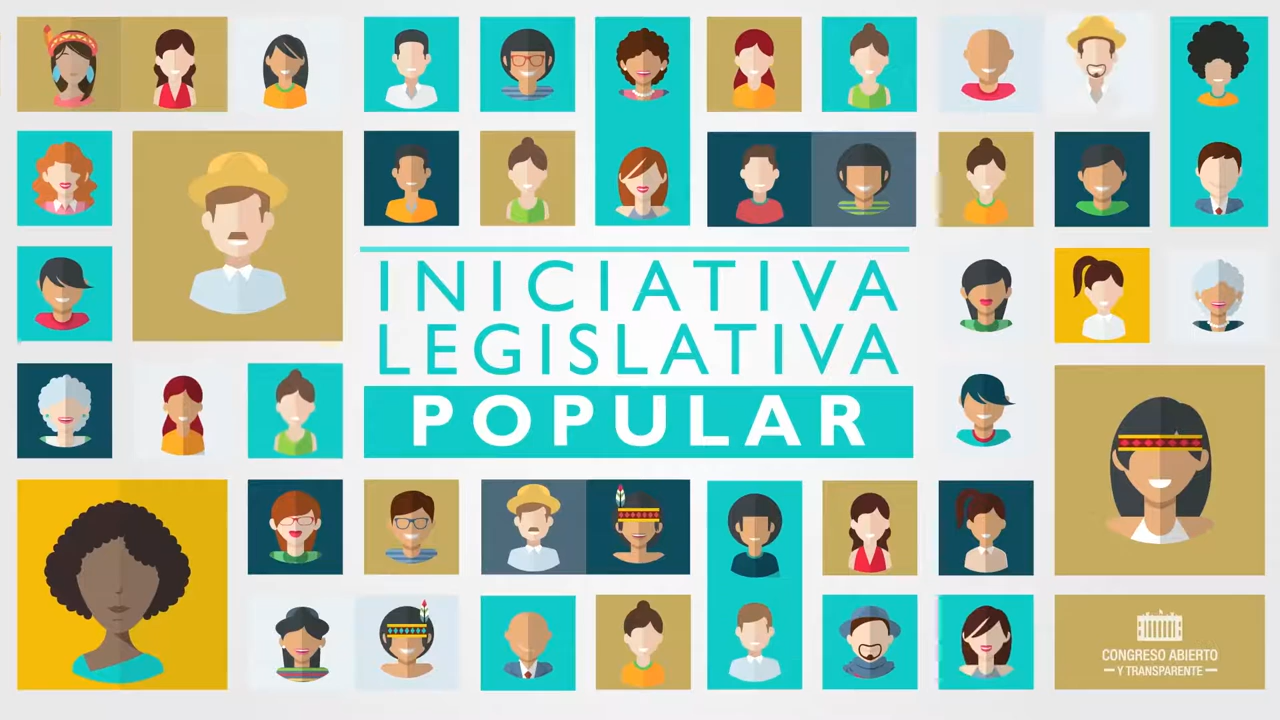 INICIATIVA
LEGISLATIVA
POPULAR
CONGRESO ABIERTO
Y TRANSPARENTE